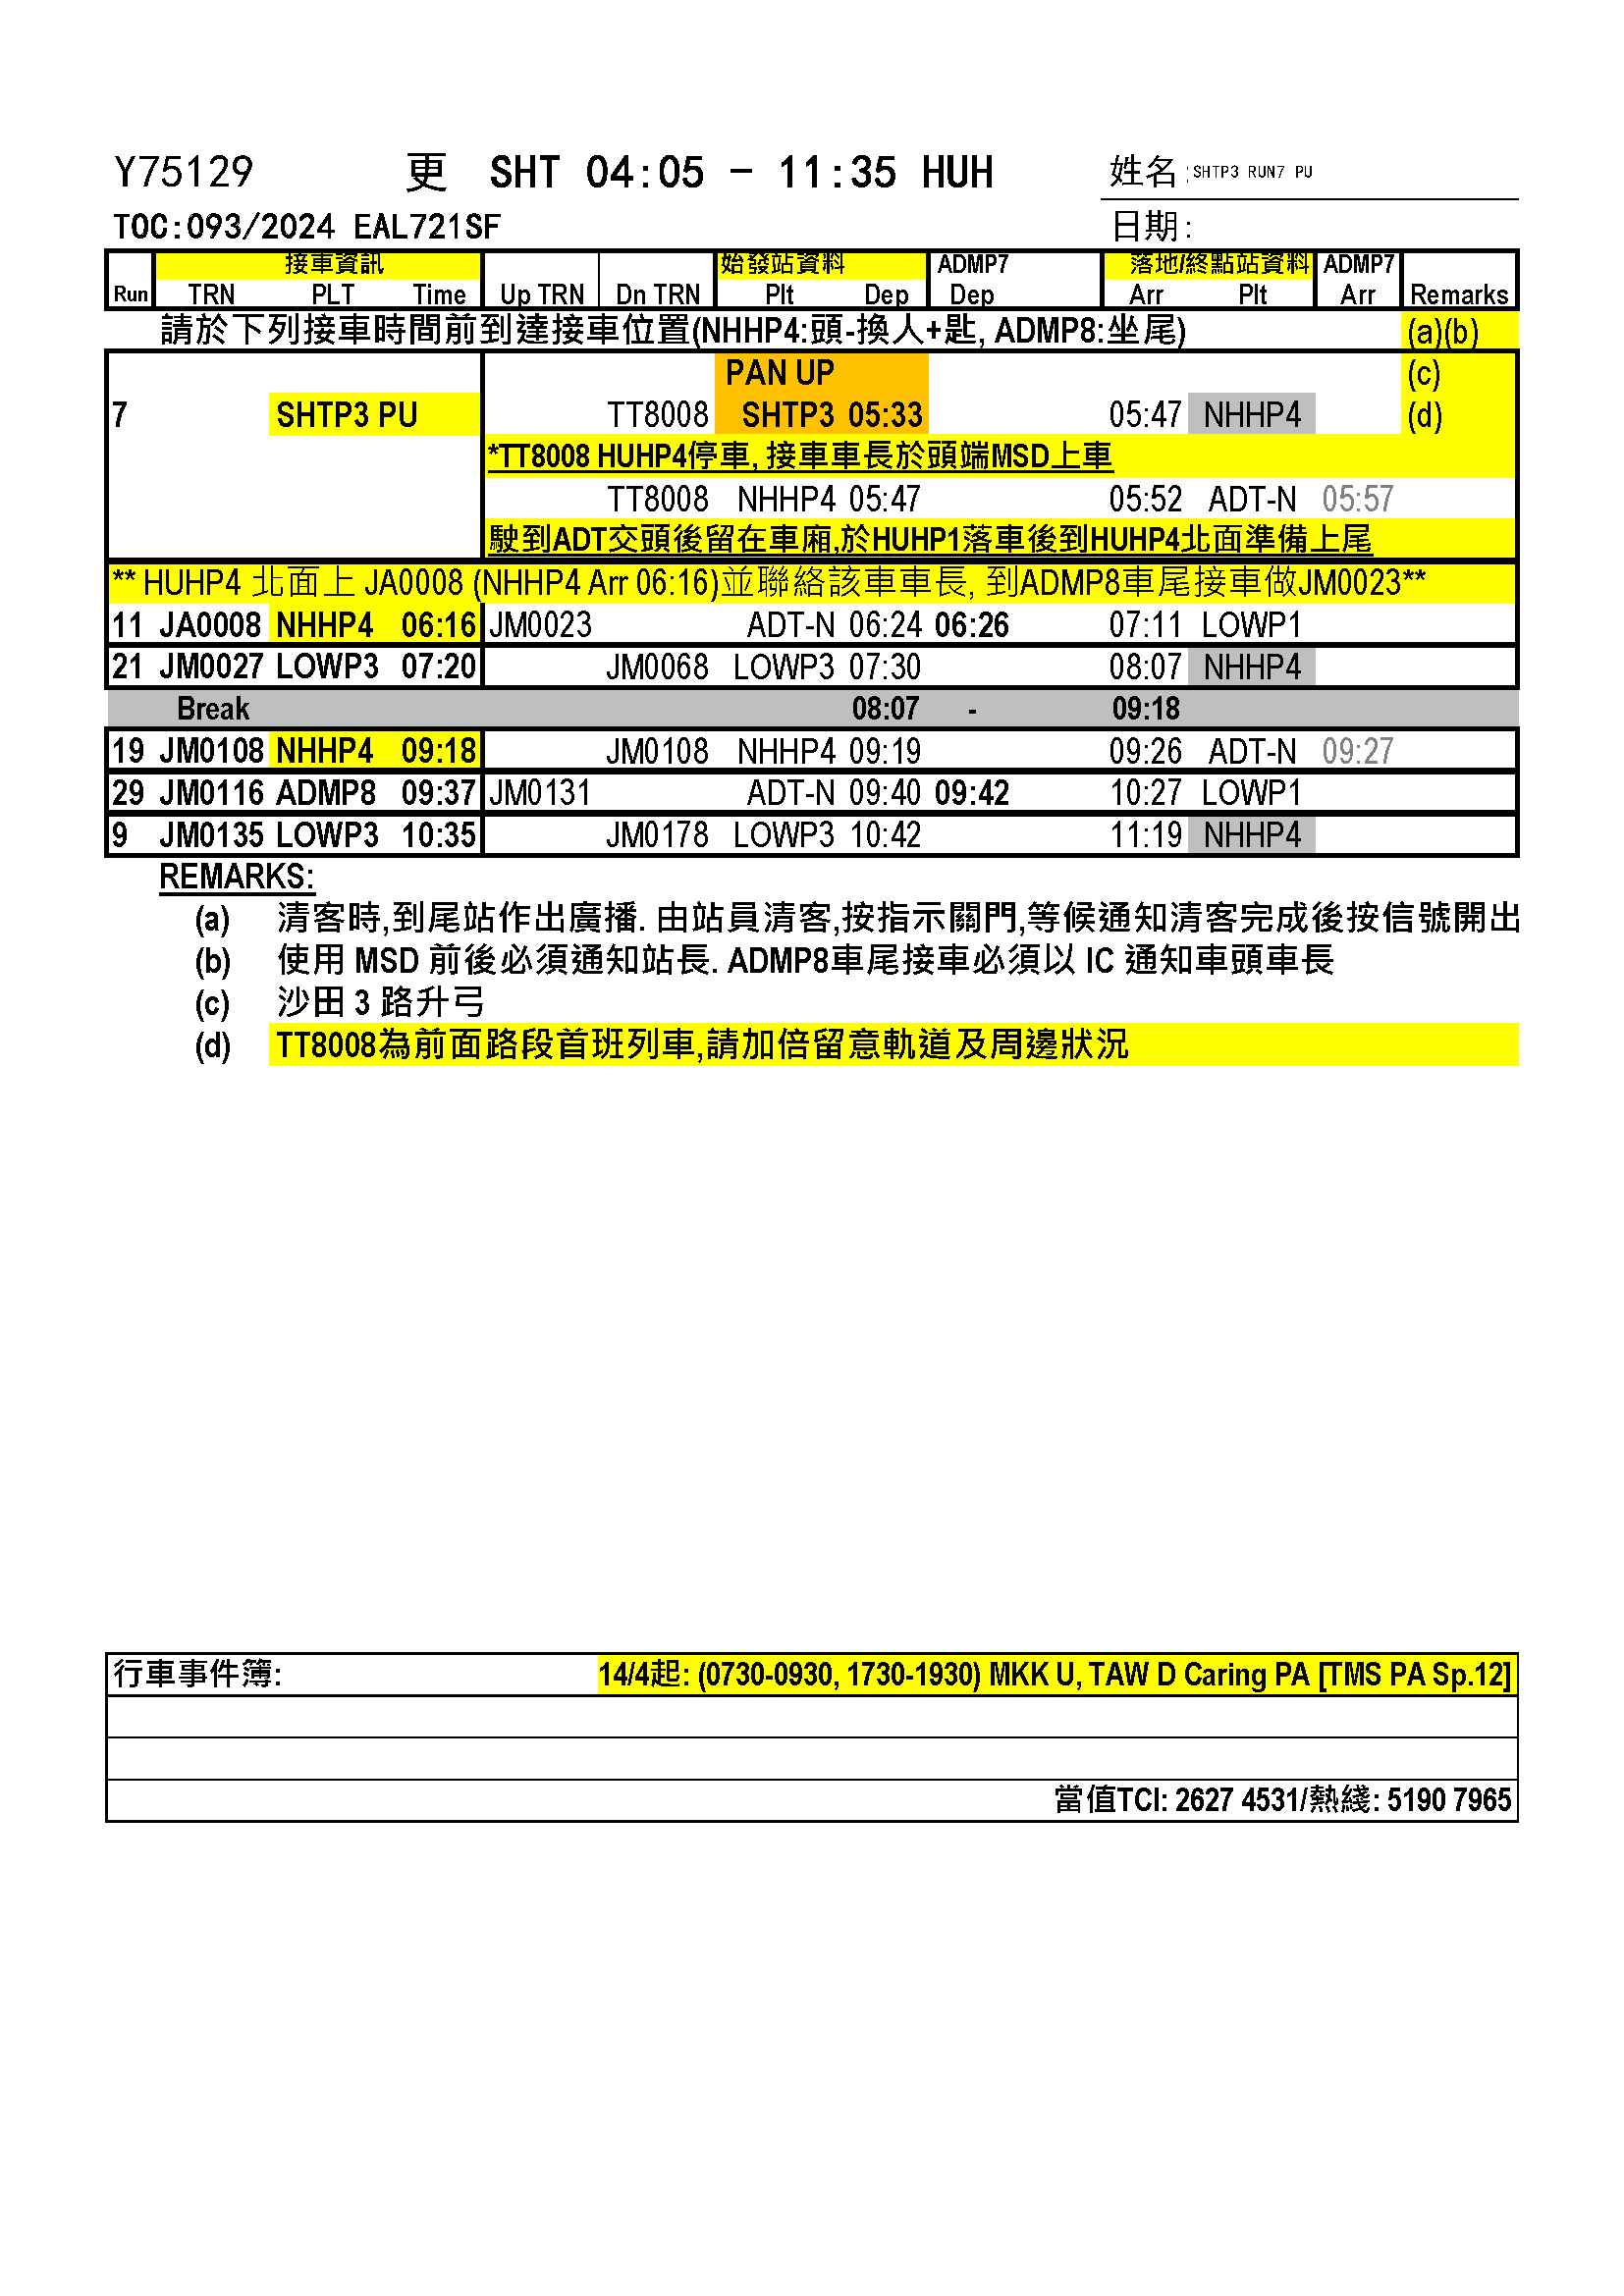 Y75129 更 SHT 04:05 - 11:35 HUH 姓名:SHTP3 RUN7 PU
TOC:093/2024 EAL721SF 日期:
接車資訊 始發站資料 ADMP7 落地/終點站資料 ADMP7
Run TRN PLT Time Up TRN Dn TRN Plt Dep Dep Arr Plt Arr Remarks
請於下列接車時間前到達接車位置(NHHP4:頭-換人+匙, ADMP8:坐尾) (a)(b)
PAN UP (c)
7 SHTP3 PU TT8008 SHTP3 05:33 05:47 NHHP4 (d)
*TT8008 HUHP4停車, 接車車長於頭端MSD上車
TT8008 NHHP4 05:47 05:52 ADT-N 05:57
駛到ADT交頭後留在車廂,於HUHP1落車後到HUHP4北面準備上尾
** HUHP4 北面上 JA0008 (NHHP4 Arr 06:16)並聯絡該車車長, 到ADMP8車尾接車做JM0023**
11 JA0008 NHHP4 06:16 JM0023 ADT-N 06:24 06:26 07:11 LOWP1
21 JM0027 LOWP3 07:20 JM0068 LOWP3 07:30 08:07 NHHP4
Break 08:07 - 09:18
19 JM0108 NHHP4 09:18 JM0108 NHHP4 09:19 09:26 ADT-N 09:27
29 JM0116 ADMP8 09:37 JM0131 ADT-N 09:40 09:42 10:27 LOWP1
9 JM0135 LOWP3 10:35 JM0178 LOWP3 10:42 11:19 NHHP4
REMARKS:
(a) 清客時,到尾站作出廣播. 由站員清客,按指示關門,等候通知清客完成後按信號開出
(b) 使用 MSD 前後必須通知站長. ADMP8車尾接車必須以 IC 通知車頭車長
(c) 沙田 3 路升弓
(d) TT8008為前面路段首班列車,請加倍留意軌道及周邊狀況
行車事件簿: 14/4起: (0730-0930, 1730-1930) MKK U, TAW D Caring PA [TMS PA Sp.12]
當值TCI: 2627 4531/熱綫: 5190 7965